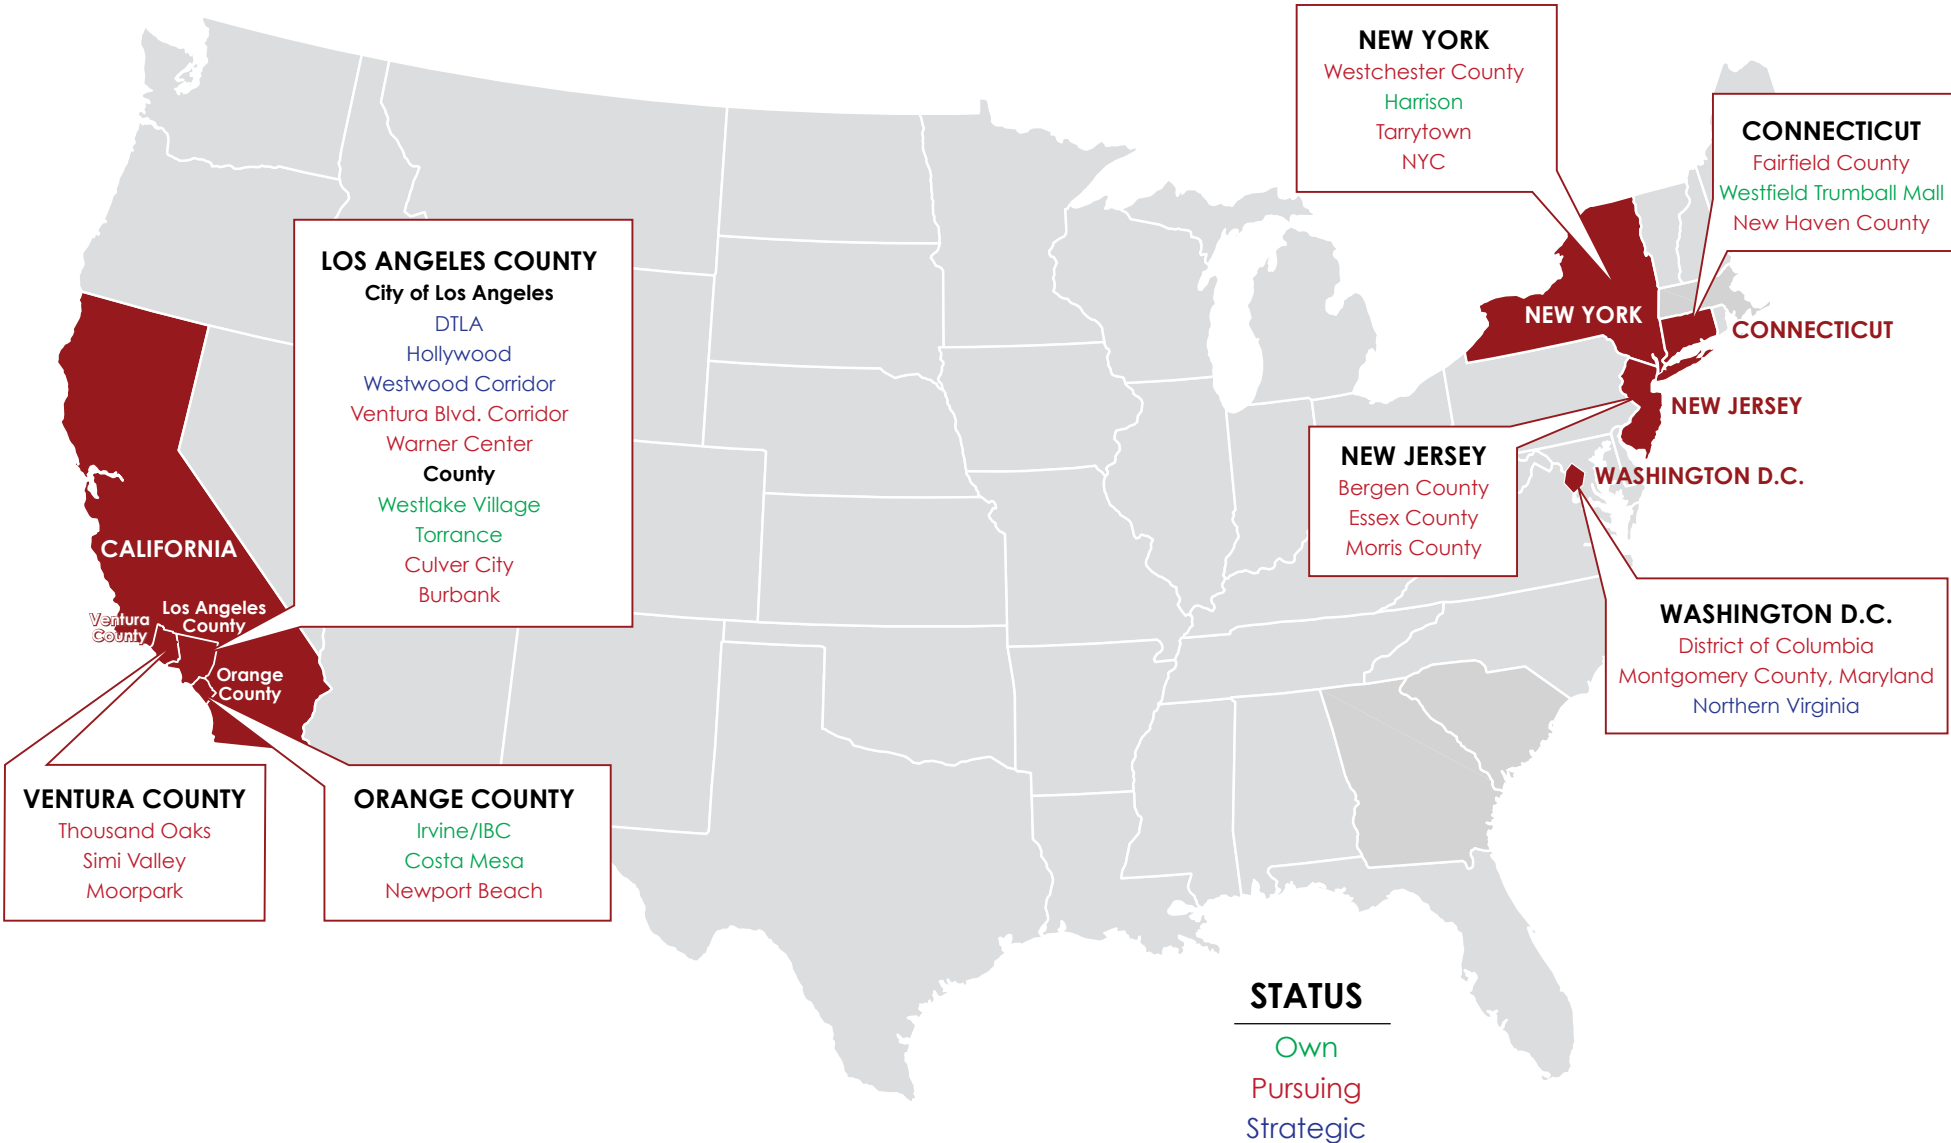 NEW YORK
Westchester County
Harrison
Tarrytown
NYC
CONNECTICUT
Fairfield County
Westfield Trumball Mall
New Haven County
LOS ANGELES COUNTY
City of Los Angeles
DTLA
Hollywood
Westwood Corridor
Ventura Blvd. Corridor
Warner Center
County
Westlake Village
Torrance
Culver City
Burbank
NEW YORK
CONNECTICUT
NEW JERSEY
NEW JERSEY
Bergen County
Essex County
Morris County
WASHINGTON D.C.
CALIFORNIA
Ventura
County
Los Angeles
County
Orange
County
WASHINGTON D.C.
District of Columbia
Montgomery County, Maryland
Northern Virginia
VENTURA COUNTY
Thousand Oaks
Simi Valley
Moorpark
ORANGE COUNTY
Irvine/IBC
Costa Mesa
Newport Beach
STATUS
Own
Pursuing
Strategic